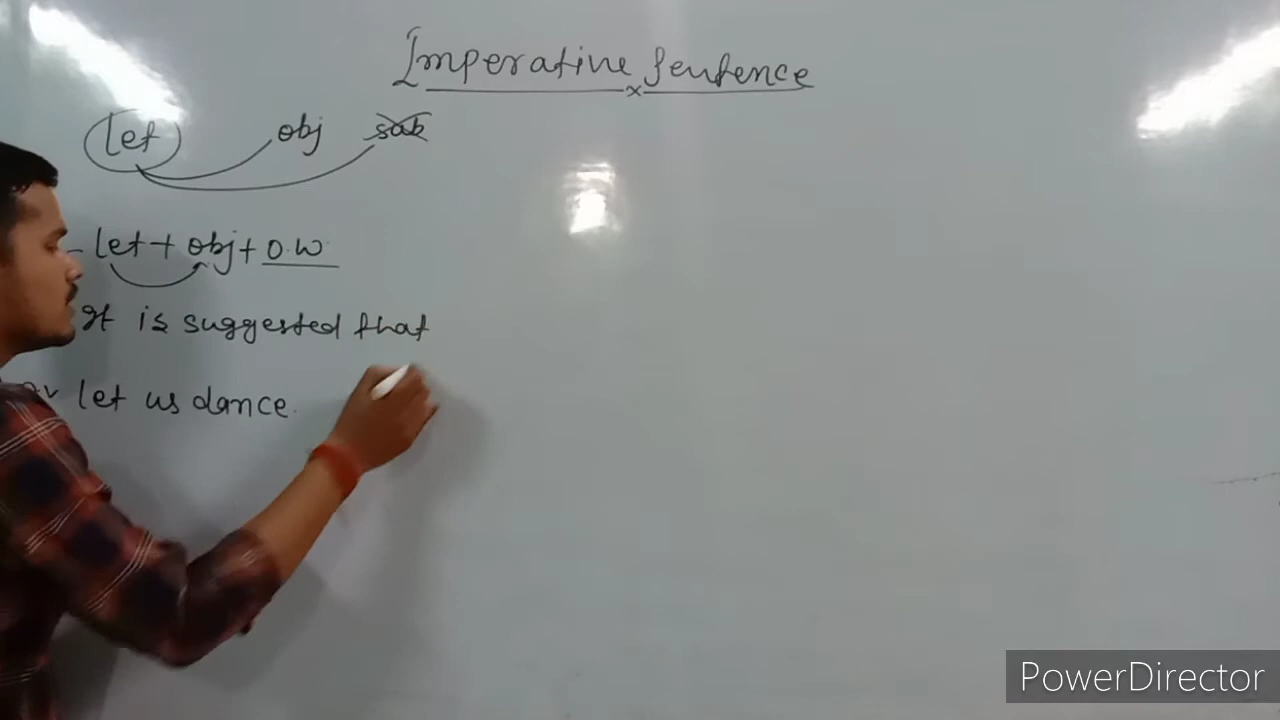 Imperative Sentence
let obj sub
- let + obj + O.W.
It is suggested that
let us dance.
PowerDirector